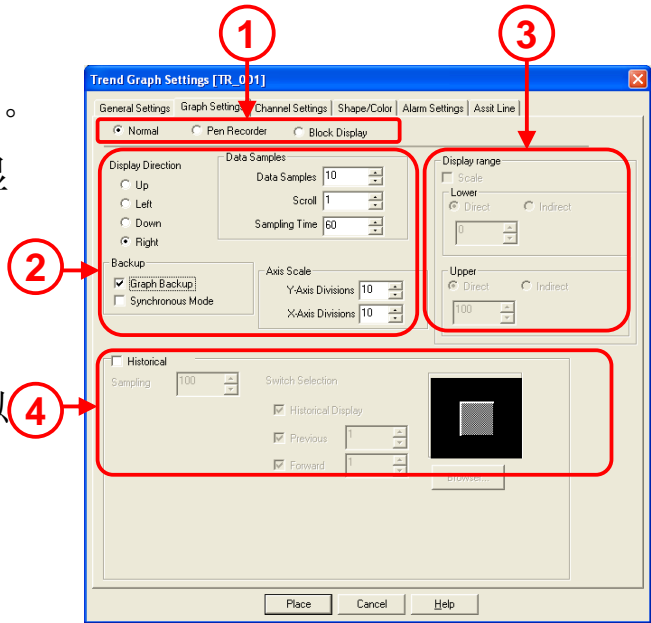 1
3
Trend Graph Settings [TR_001]
General Settings Graph Settings Channel Settings Shape/Color Alarm Settings Assit Line
。
Normal Pen Recorder Block Display
Display Direction
Up
Left
Down
Right
Data Samples
Data Samples 10
Scroll 1
Sampling Time 60
Display range
Scale
Lower
Direct Indirect
0
2
Backup
Graph Backup
Synchronous Mode
Axis Scale
Y-Axis Divisions 10
X-Axis Divisions 10
Upper
Direct Indirect
100
4
Historical
Sampling 100
Switch Selection
Historical Display
Previous 1
Forward 1
Browser...
Place Cancel Help